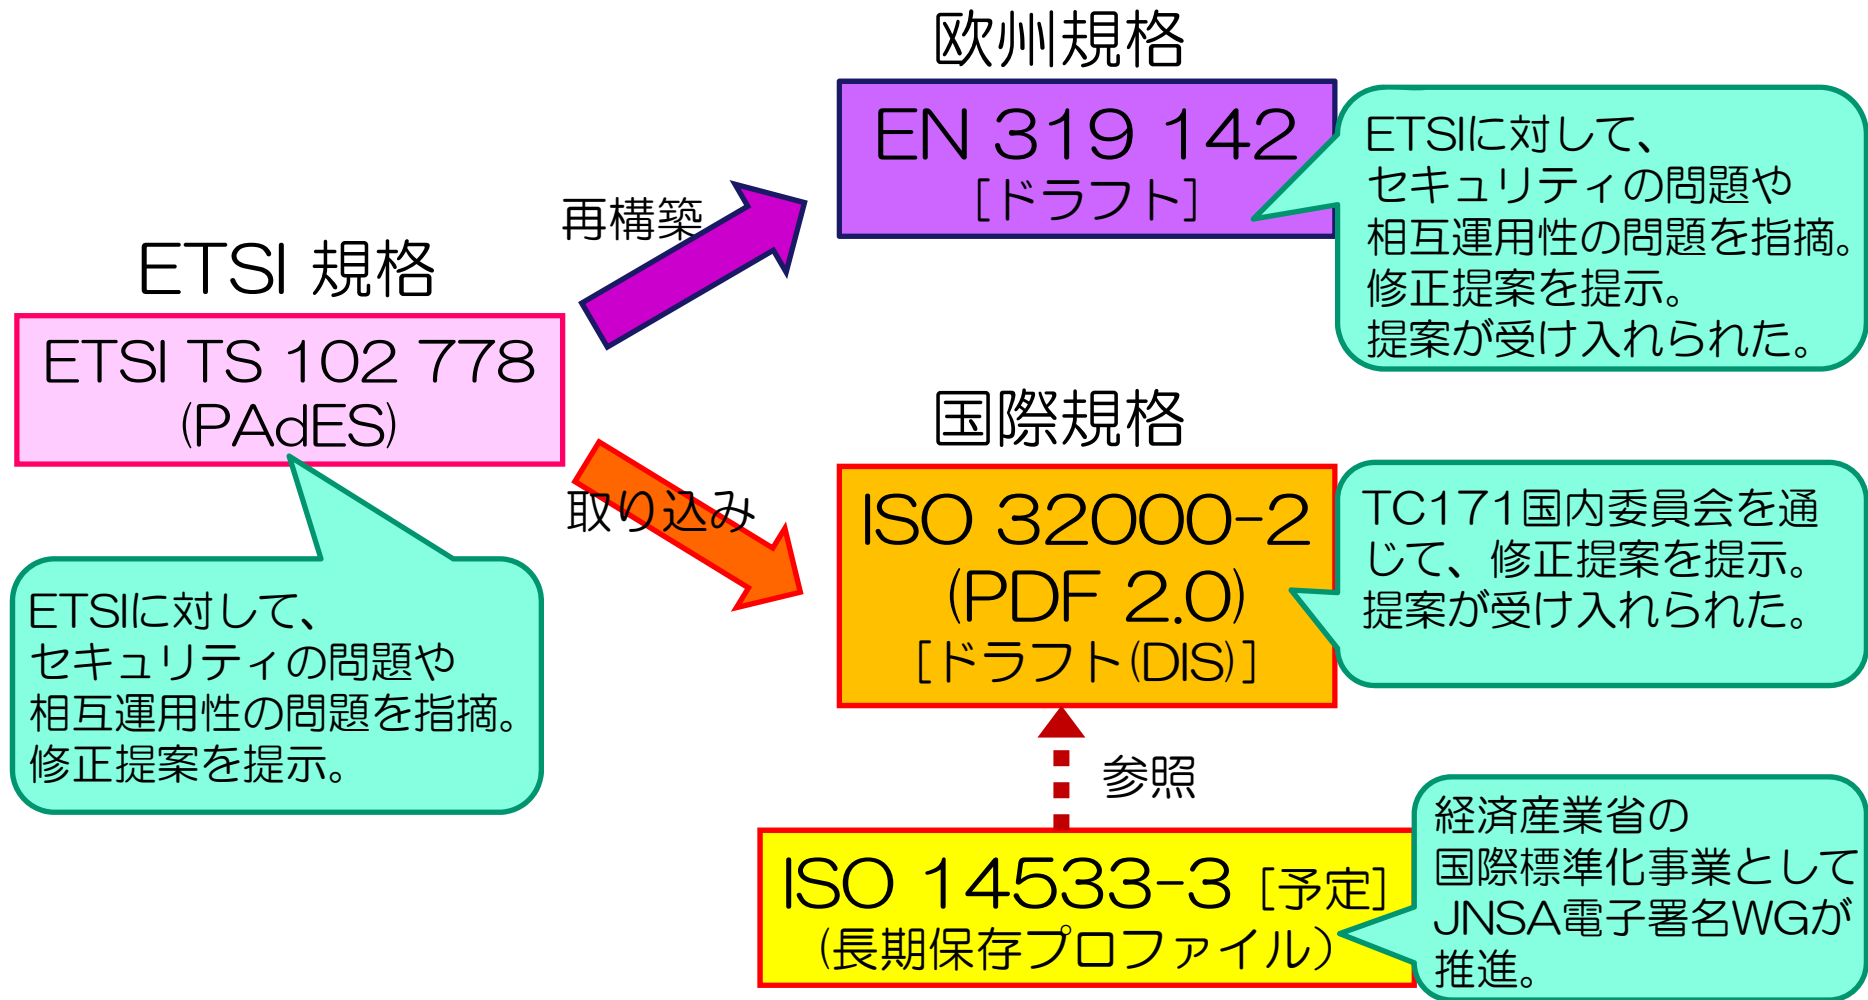 欧州規格
EN 319 142
[ドラフト]
ETSIに対して、
セキュリティの問題や
相互運用性の問題を指摘。
修正提案を提示。
提案が受け入れられた。
再構築
ETSI 規格
ETSI TS 102 778
(PAdES)
ETSIに対して、
セキュリティの問題や
相互運用性の問題を指摘。
修正提案を提示。
取り込み
国際規格
ISO 32000-2
(PDF 2.0)
[ドラフト(DIS)]
TC171国内委員会を通
じて、修正提案を提示。
提案が受け入れられた。
参照
ISO 14533-3 [予定]
(長期保存プロファイル）
経済産業省の
国際標準化事業として
JNSA電子署名WGが
推進。